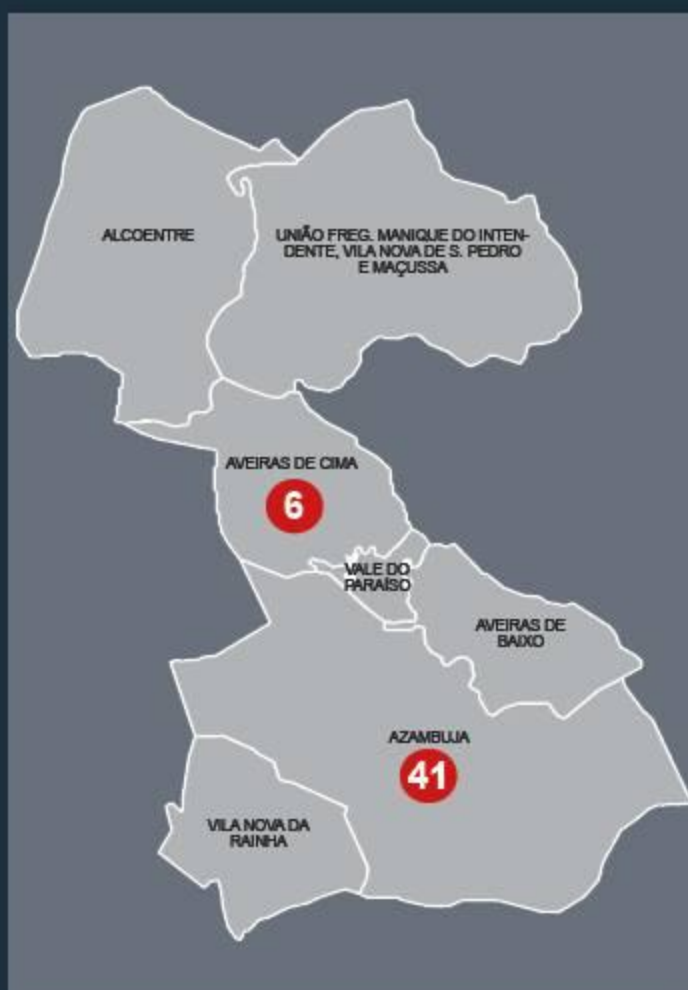 ALCOENTRE
UNIÃO FREG. MANIQUE DO INTEN-
DENTE, VILA NOVA DE S. PEDRO
E MAÇUSSA
AVEIRAS DE CIMA
6
VALE DO
PARAÍSO
AVEIRAS DE
BAIXO
AZAMBUJA
41
VILA NOVA DA
RAINHA